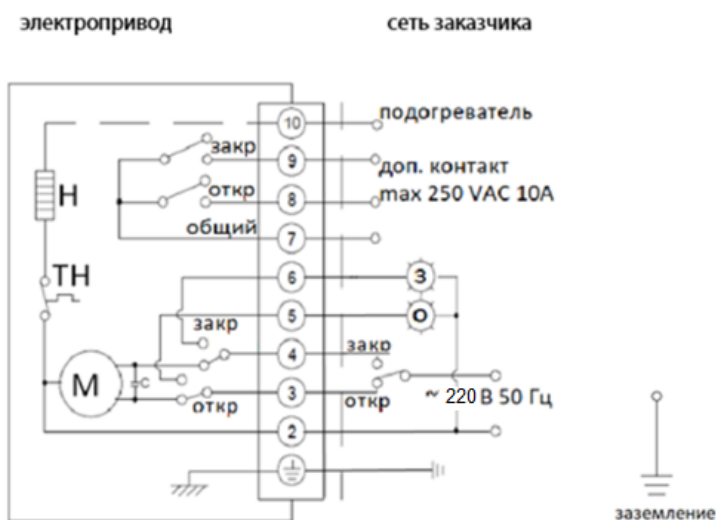 электропривод
сеть заказчика
10
подогреватель
закр
9
доп. контакт
H
откр
8
max 250 VAC 10A
общий
7
TH
6
З
5
О
закр
4
закр
M
C
откр
3
откр
~ 220 В 50 Гц
2
заземление